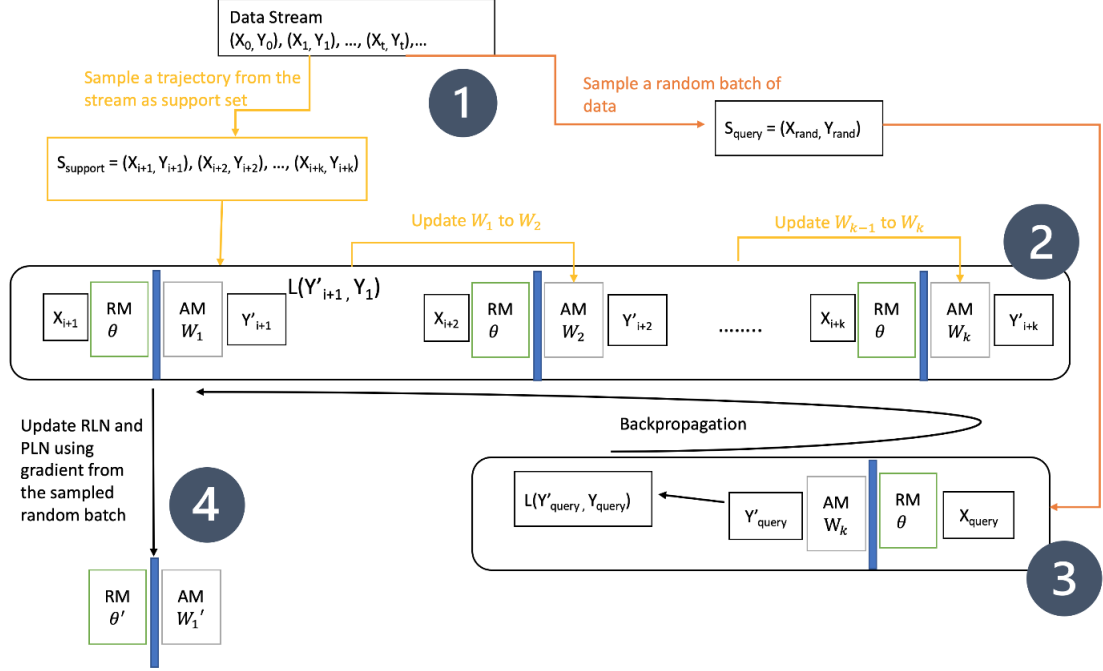 Data Stream
(X0, Y0), (X1, Y1), ..., (Xt, Yt),...
Sample a trajectory from the
stream as support set
1
Sample a random batch of
data
Squery = (Xrand, Yrand)
Ssupport = (Xi+1, Yi+1), (Xi+2, Yi+2), ..., (Xi+k, Yi+k)
Update W1 to W2
Update Wk−1 to Wk
2
L(Y'i+1 , Y1)
Xi+1
RM
θ
AM
W1
Y'i+1
Xi+2
RM
θ
AM
W2
Y'i+2
........
Xi+k
RM
θ
AM
Wk
Y'i+k
Update RLN and
PLN using
gradient from
the sampled
random batch
4
Backpropagation
L(Y'query , Yquery)
Y'query
AM
Wk
RM
θ
Xquery
3
RM
θ′
AM
W1′